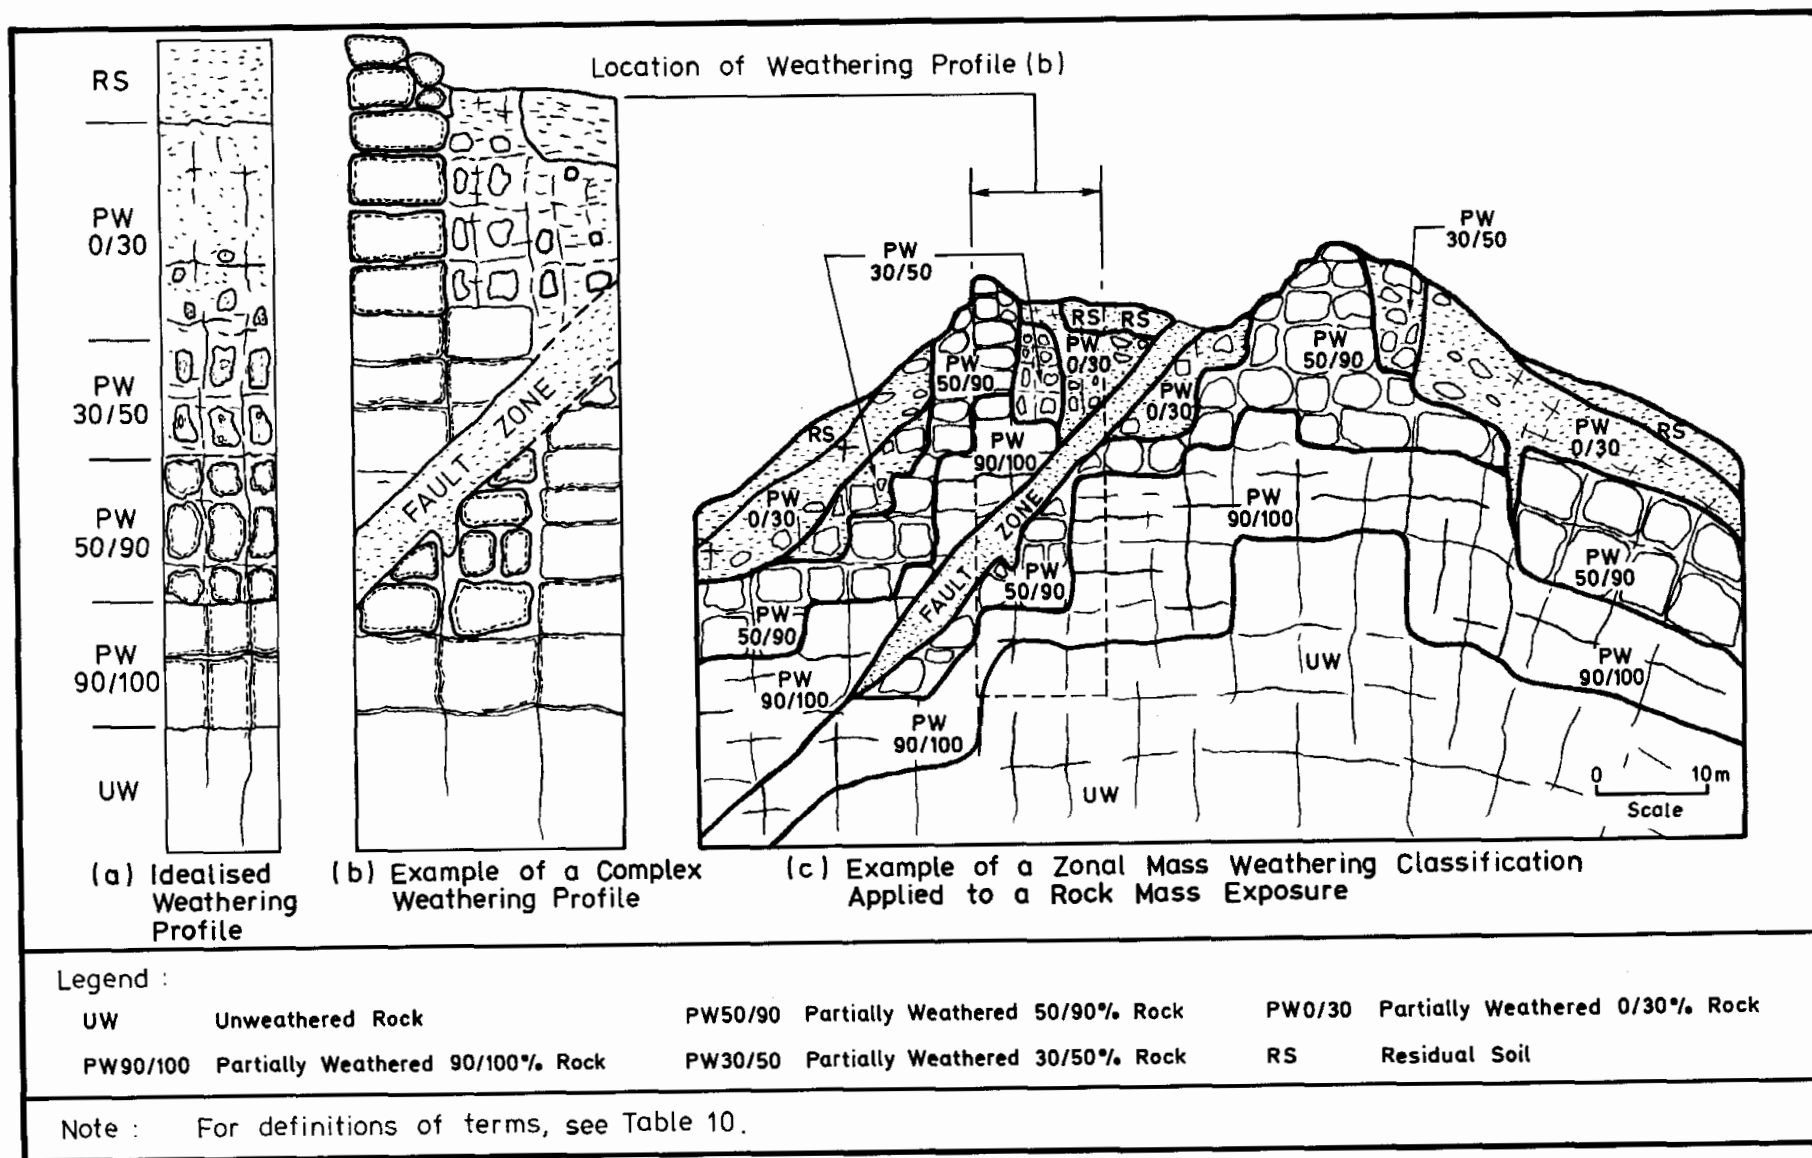 Location of Weathering Profile (b)
RS
PW
0/30
PW
30/50
PW
50/90
PW
90/100
UW
FAULT ZONE
PW
30/50
PW
30/50
RS
RS
PW
0/30
PW
50/90
PW
50/90
PW
0/30
PW
90/100
RS
PW
0/30
PW
0/30
RS
PW
90/100
FAULT ZONE
PW
50/90
PW
50/90
PW
50/90
PW
90/100
UW
PW
90/100
PW
90/100
UW
0 10m
Scale
(a) Idealised
Weathering
Profile
(b) Example of a Complex
Weathering Profile
(c) Example of a Zonal Mass Weathering Classification
Applied to a Rock Mass Exposure
Legend :
UW Unweathered Rock
PW50/90 Partially Weathered 50/90% Rock
PW0/30 Partially Weathered 0/30% Rock
PW90/100 Partially Weathered 90/100% Rock
PW30/50 Partially Weathered 30/50% Rock
RS Residual Soil
Note : For definitions of terms, see Table 10.